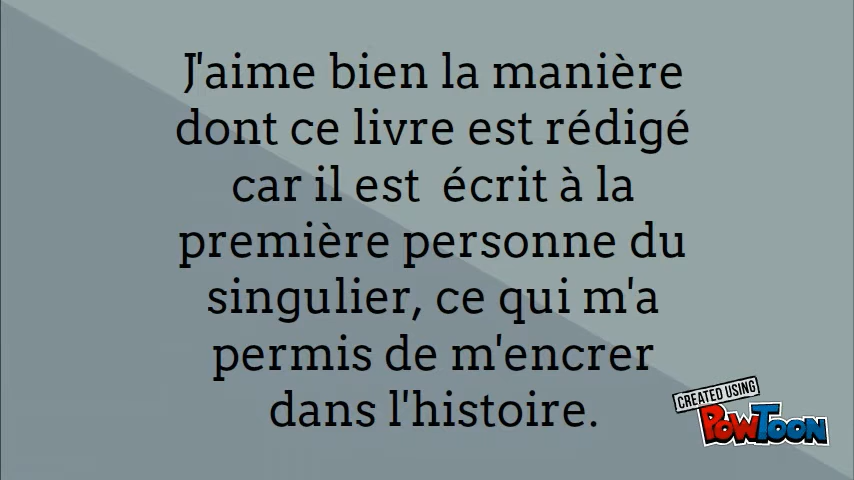 J'aime bien la manière
dont ce livre est rédigé
car il est  écrit à la
première personne du
singulier, ce qui m'a
permis de m'encrer
dans l'histoire.
CREATED USING
POWTOON